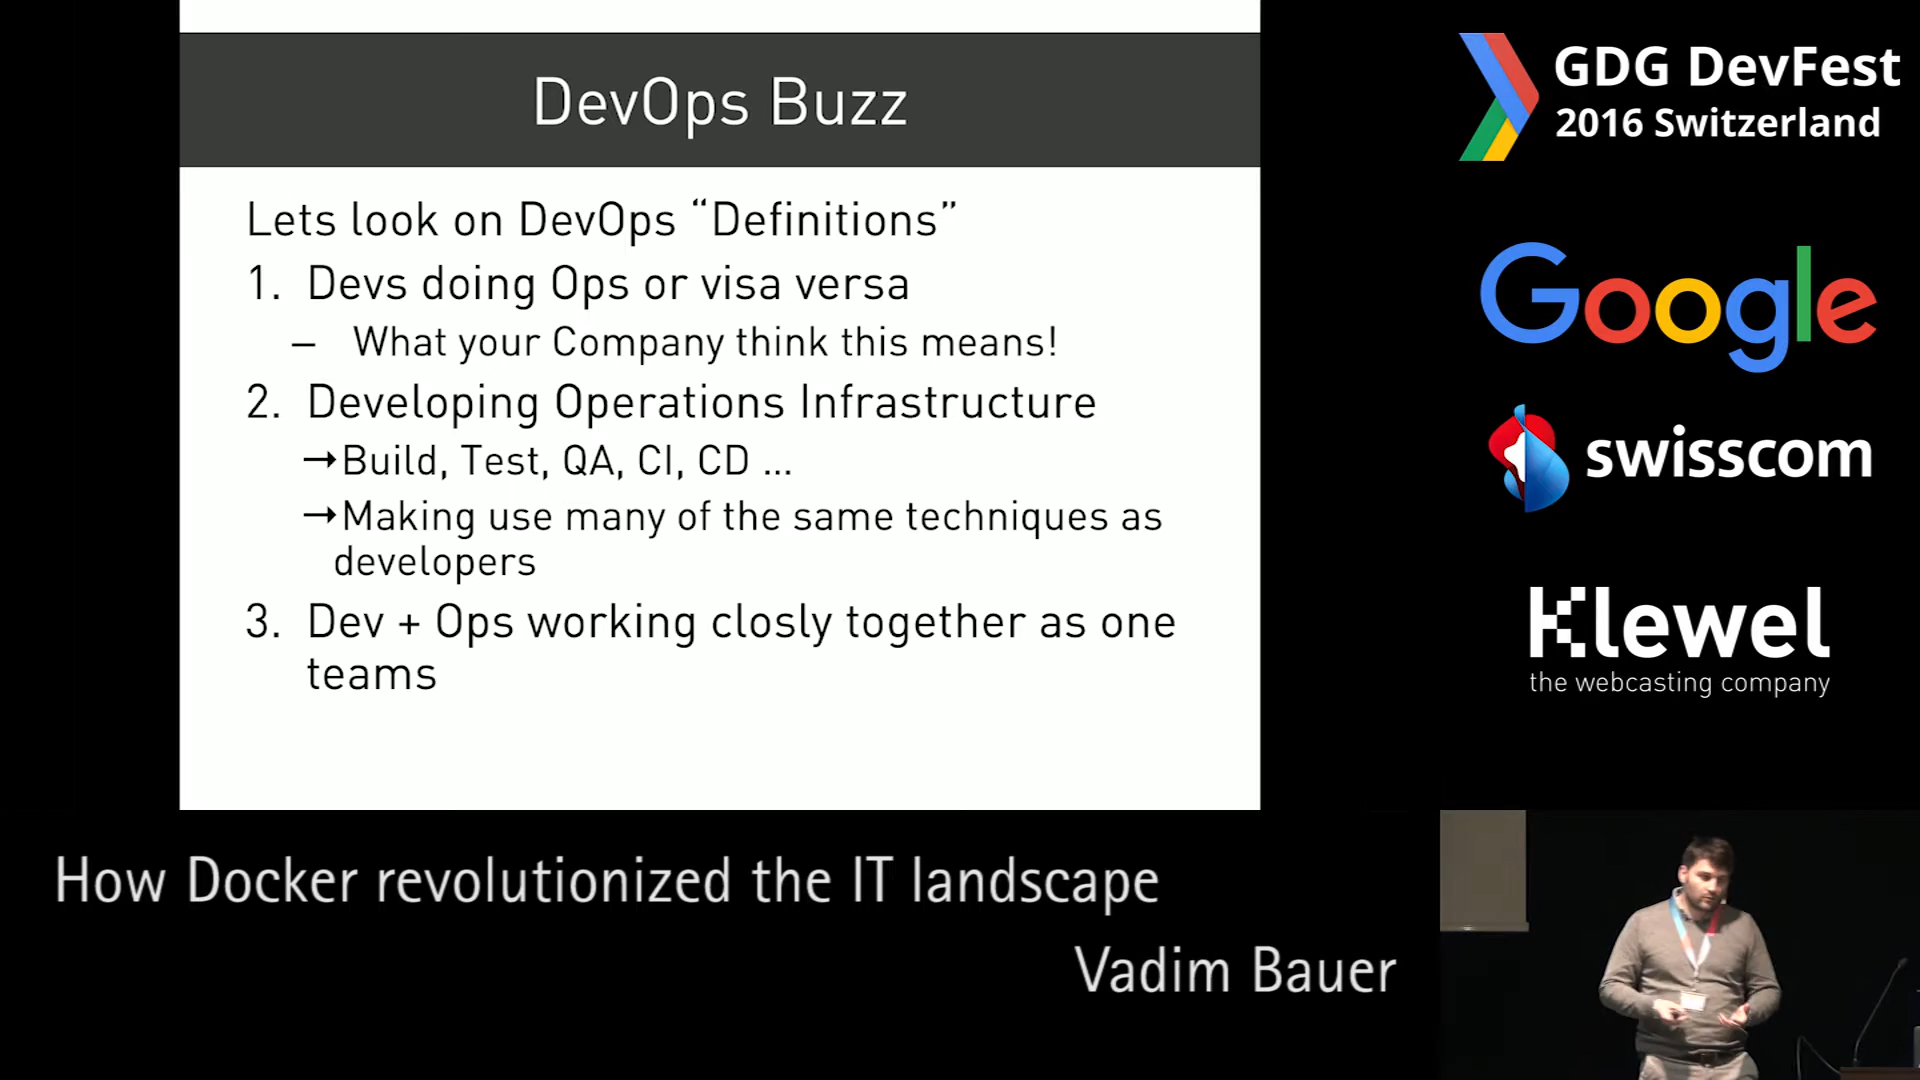 DevOps Buzz
Lets look on DevOps “Definitions”
1. Devs doing Ops or visa versa
– What your Company think this means!
2. Developing Operations Infrastructure
→Build, Test, QA, CI, CD ...
→Making use many of the same techniques as
developers
3. Dev + Ops working closly together as one
teams
GDG DevFest
2016 Switzerland
Google
swisscom
Klewel
the webcasting company
How Docker revolutionized the IT landscape
Vadim Bauer